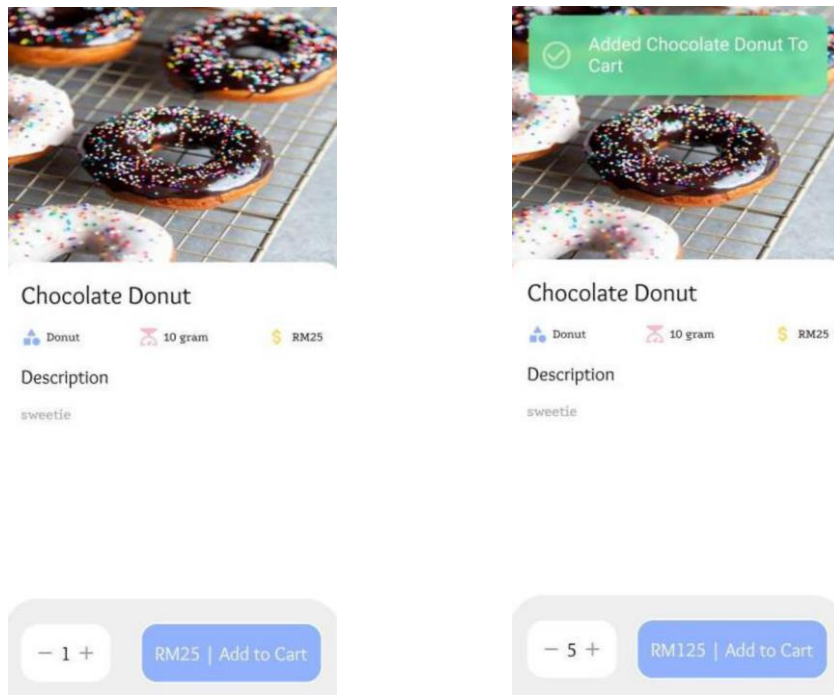 Chocolate Donut
Donut 10 gram RM25
Description
sweetie
− 1 + RM25 | Add to Cart
Added Chocolate Donut To
Cart
Chocolate Donut
Donut 10 gram $ RM25
Description
sweetie
− 5 + RM125 | Add to Cart